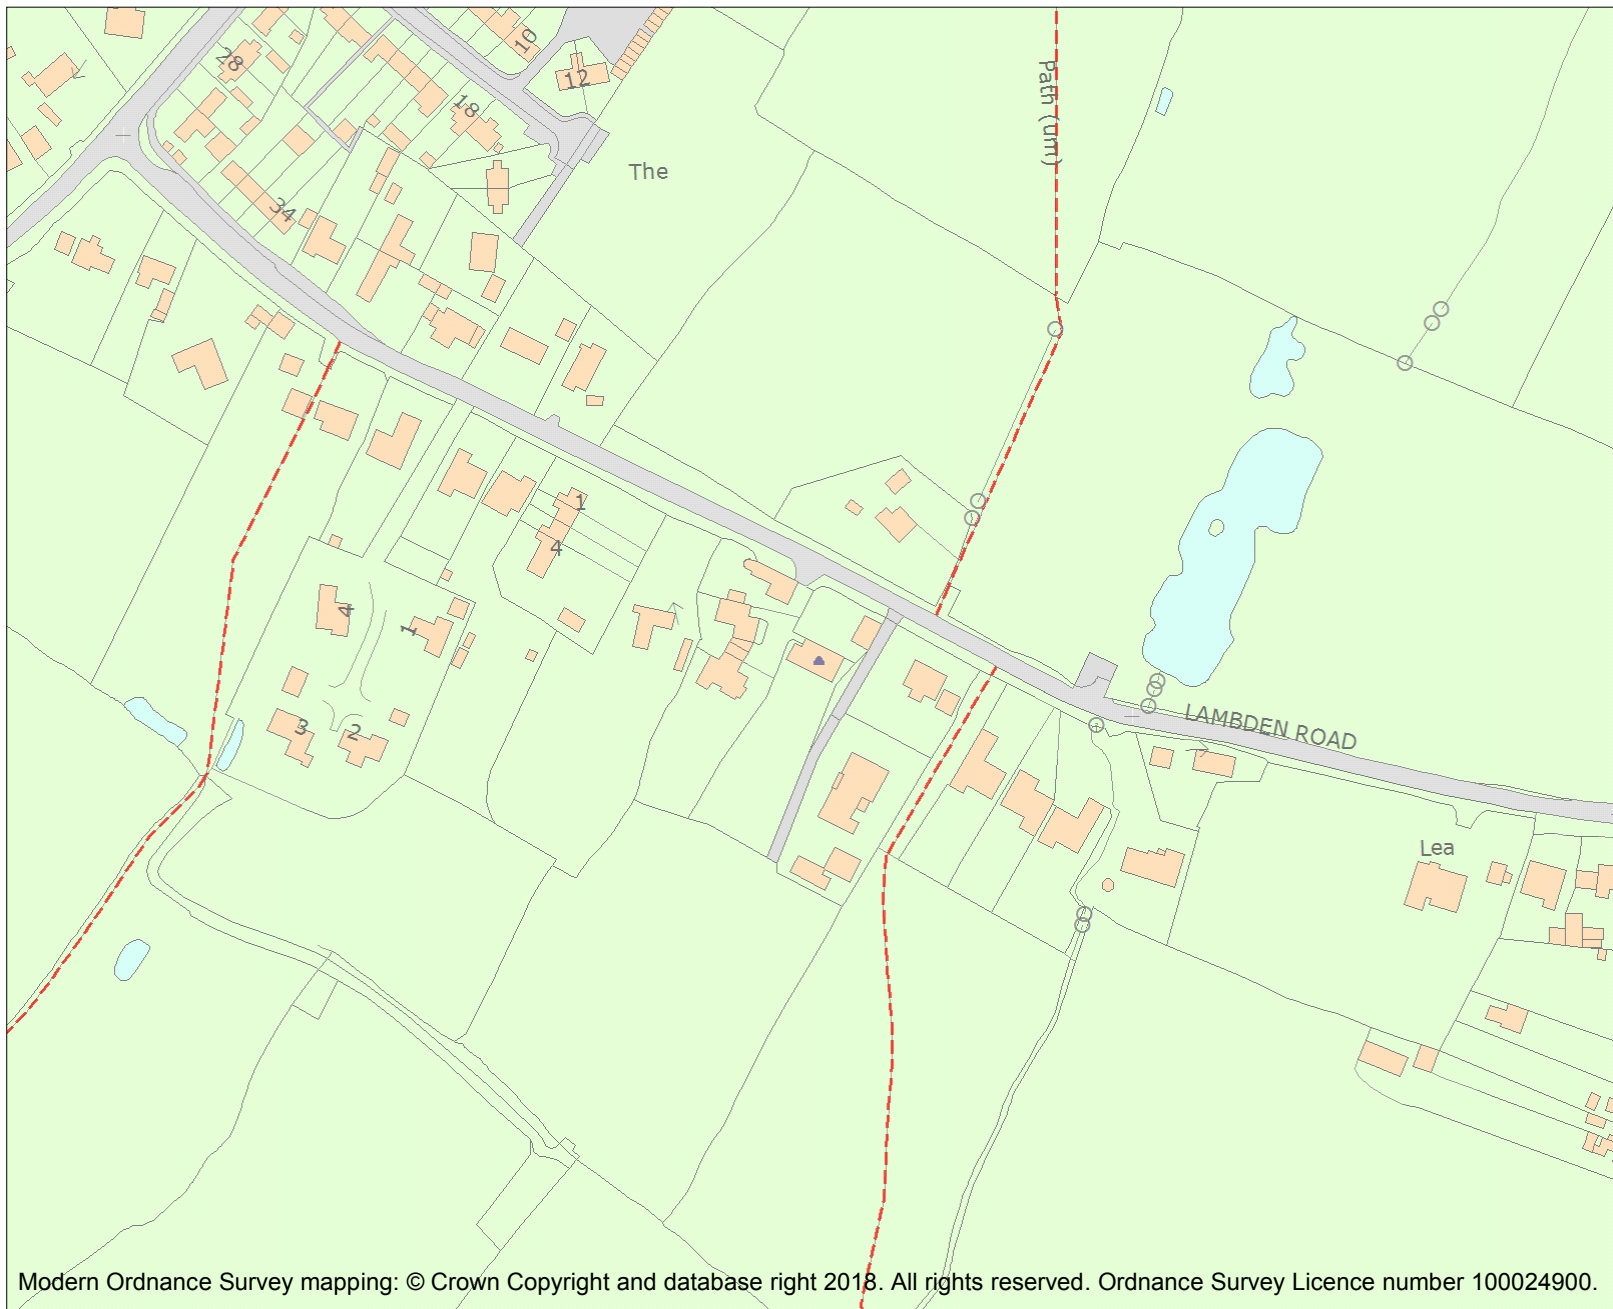 10
28
12
18
Path (um)
The
34
1
4
4
1
3
2
LAMBDEN ROAD
Lea
Modern Ordnance Survey mapping: © Crown Copyright and database right 2018. All rights reserved. Ordnance Survey Licence number 100024900.